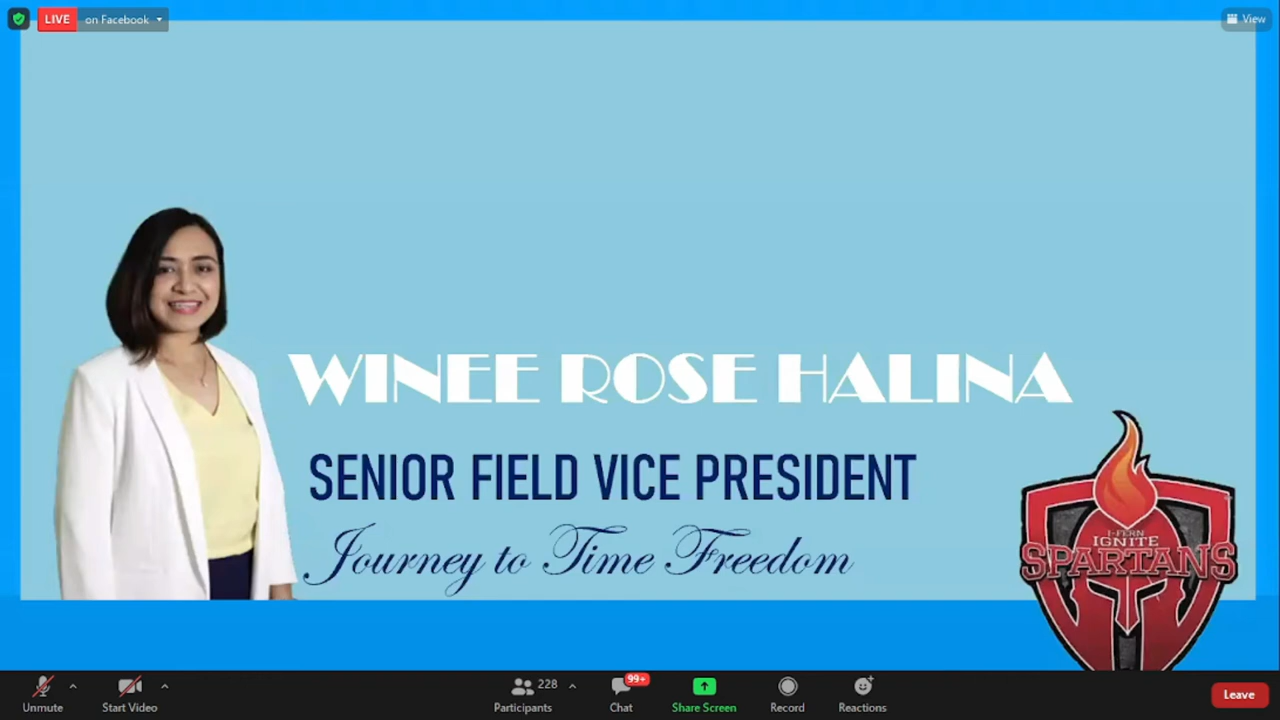 LIVE on Facebook
View
WINEE ROSE HALINA
SENIOR FIELD VICE PRESIDENT
Journey to Time Freedom
I-FERN
IGNITE
SPARTANS
Unmute
Start Video
228
Participants
99+
Chat
Share Screen
Record
Reactions
Leave